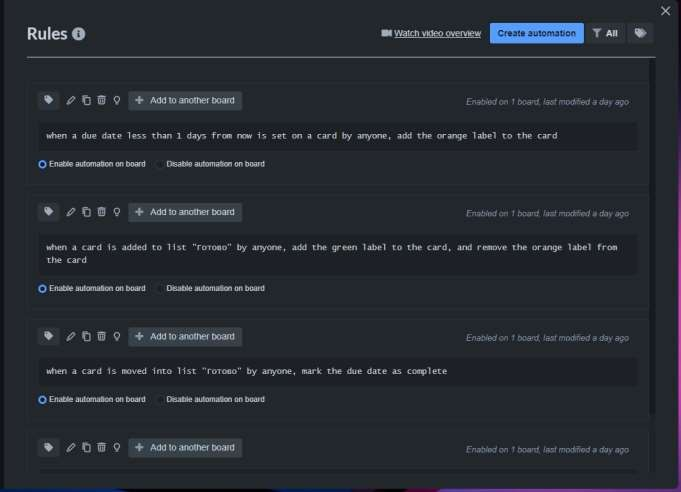 Rules
Watch video overview
Create automation
All
Add to another board
Enabled on 1 board, last modified a day ago
when a due date less than 1 days from now is set on a card by anyone, add the orange label to the card
Enable automation on board Disable automation on board
Add to another board
Enabled on 1 board, last modified a day ago
when a card is added to list "Готово" by anyone, add the green label to the card, and remove the orange label from
the card
Enable automation on board Disable automation on board
Add to another board
Enabled on 1 board, last modified a day ago
when a card is moved into list "Готово" by anyone, mark the due date as complete
Enable automation on board Disable automation on board
Add to another board
Enabled on 1 board, last modified a day ago